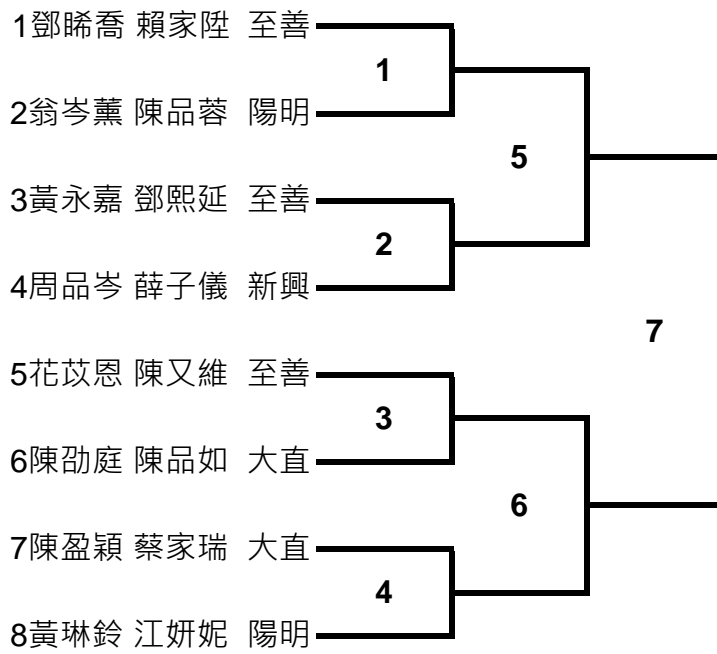 1鄧晞喬 賴家陞 至善
1
2翁岑薰 陳品蓉 陽明
5
3黃永嘉 鄧熙延 至善
2
4周品岑 薛子儀 新興
7
5花苡恩 陳又維 至善
3
6陳劭庭 陳品如 大直
6
7陳盈穎 蔡家瑞 大直
4
8黃琳鈴 江妍妮 陽明